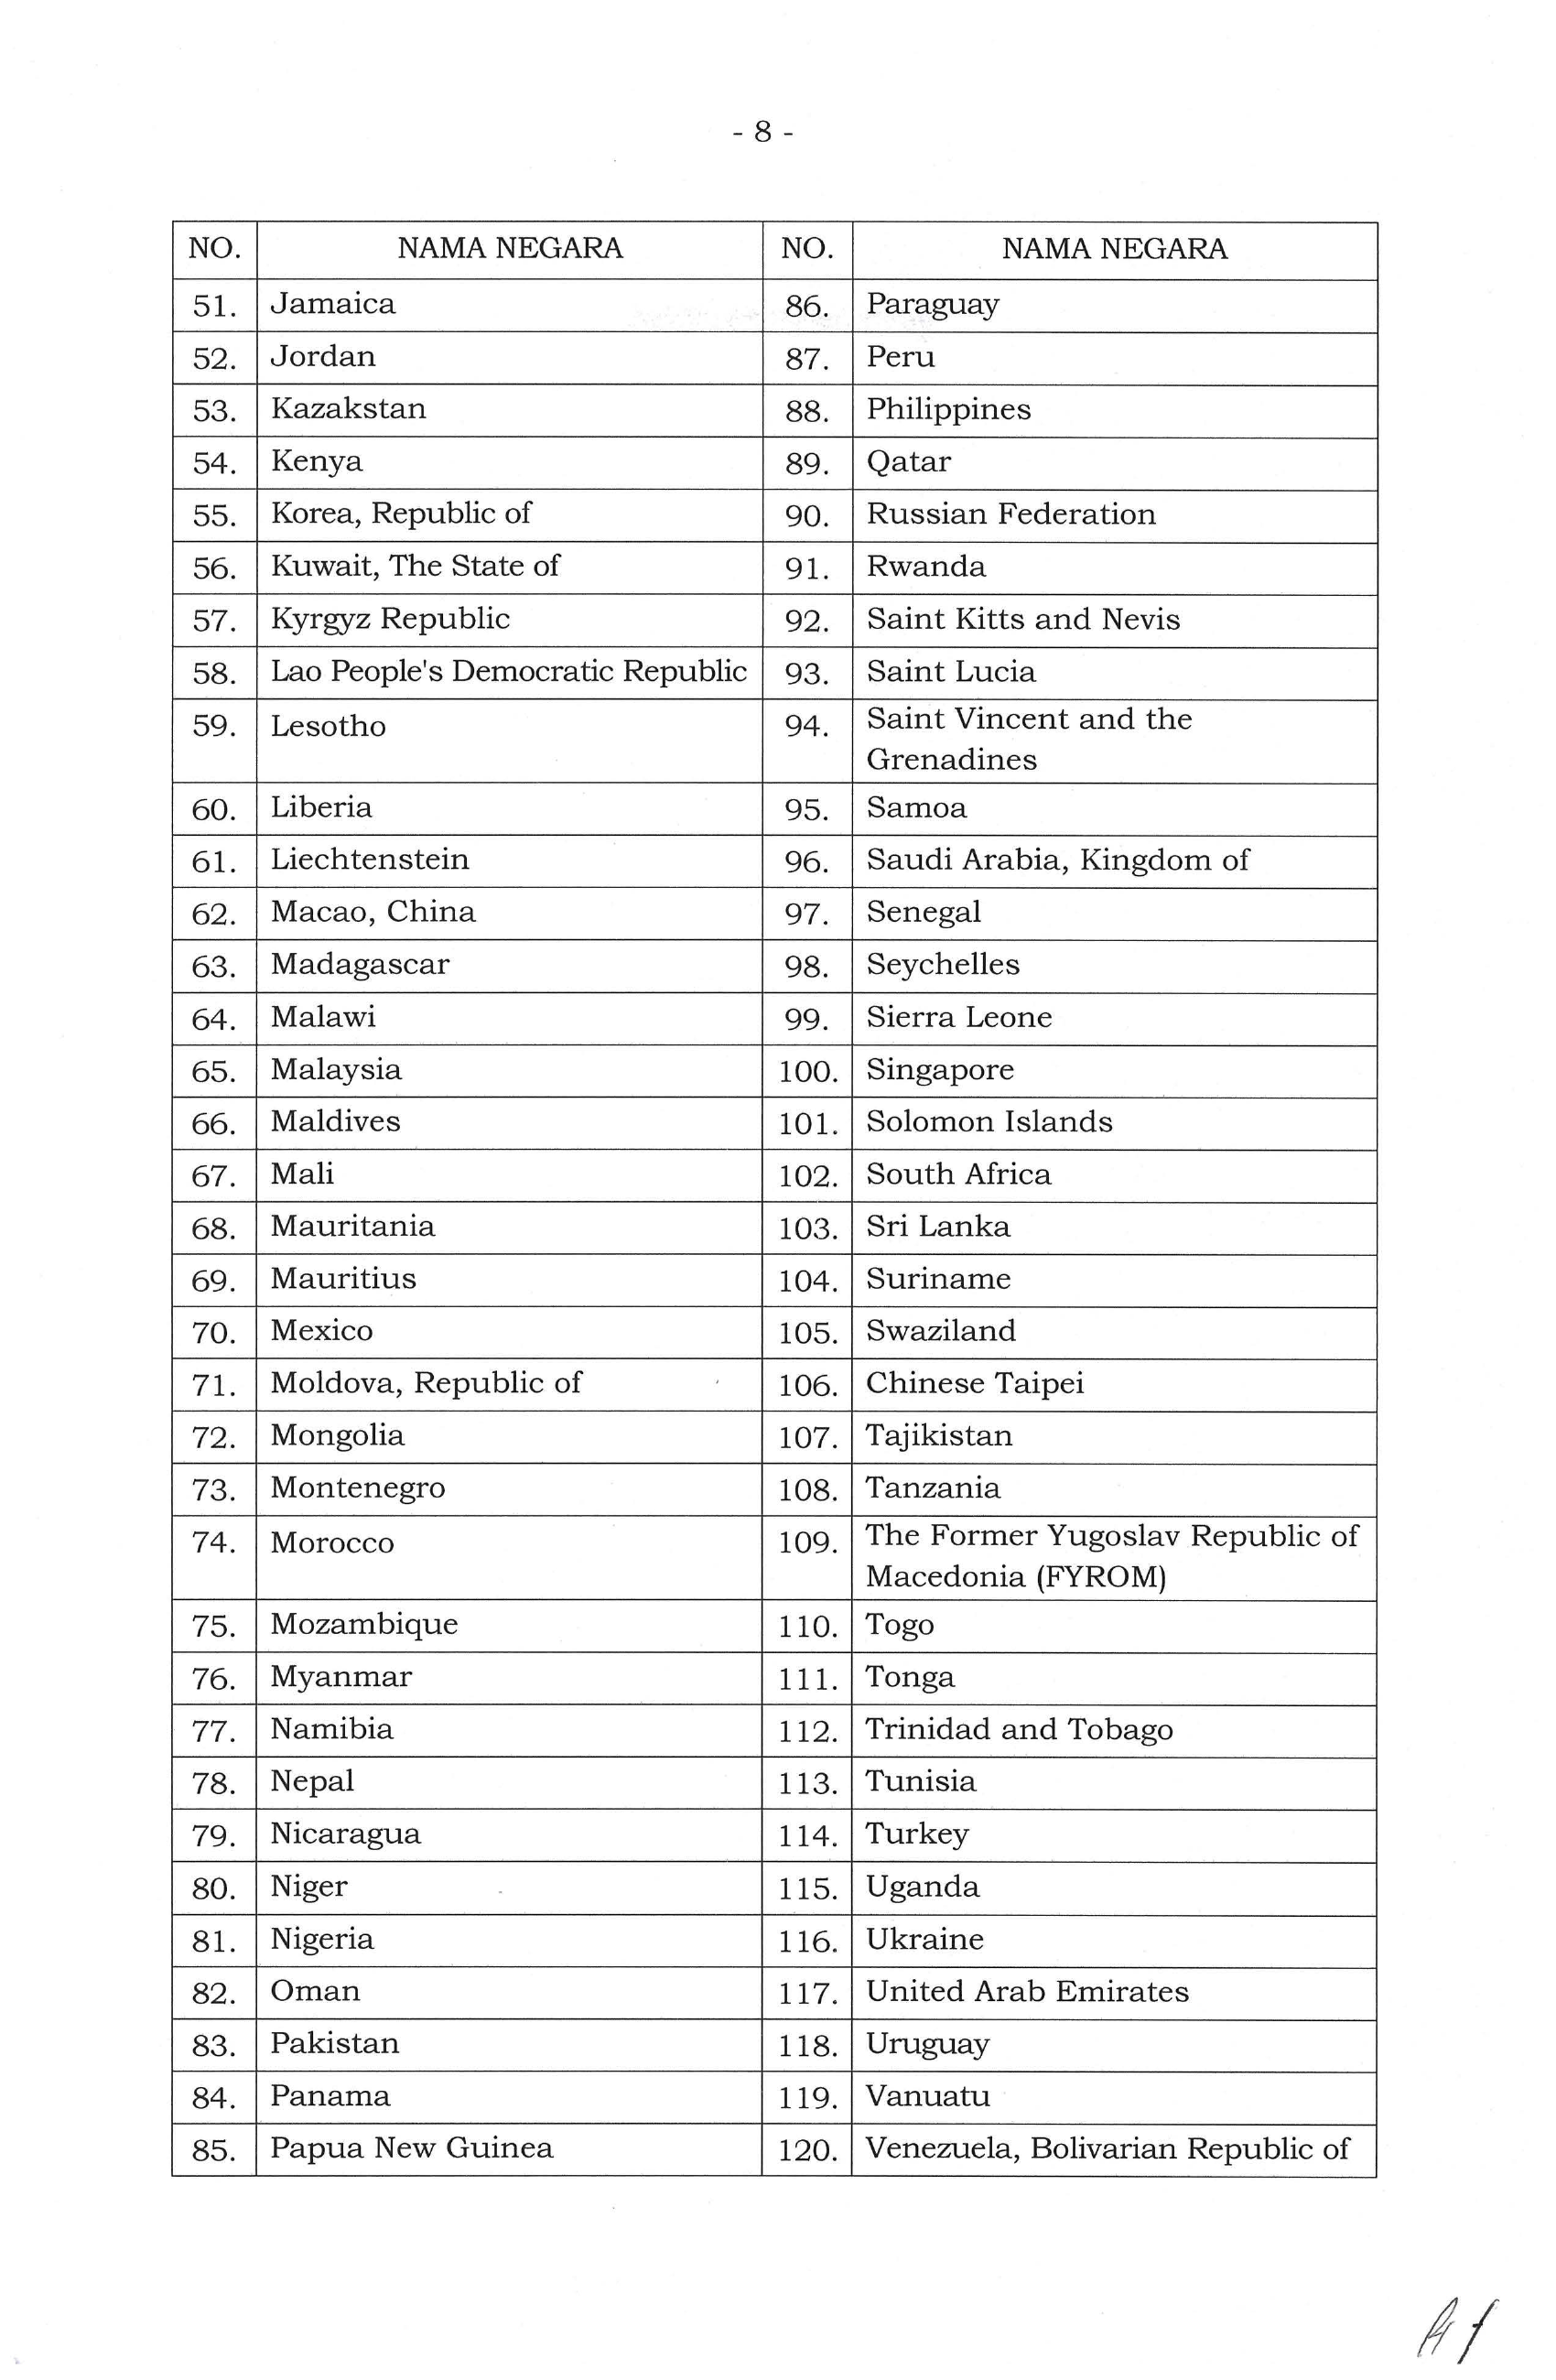 - 8 -
NO. NAMA NEGARA NO. NAMA NEGARA
51. Jamaica 86. Paraguay
52. Jordan 87. Peru
53. Kazakstan 88. Philippines
54. Kenya 89. Qatar
55. Korea, Republic of 90. Russian Federation
56. Kuwait, The State of 91. Rwanda
57. Kyrgyz Republic 92. Saint Kitts and Nevis
58. Lao People's Democratic Republic 93. Saint Lucia
59. Lesotho 94. Saint Vincent and the
Grenadines
60. Liberia 95. Samoa
61. Liechtenstein 96. Saudi Arabia, Kingdom of
62. Macao, China 97. Senegal
63. Madagascar 98. Seychelles
64. Malawi 99. Sierra Leone
65. Malaysia 100. Singapore
66. Maldives 101. Solomon Islands
67. Mali 102. South Africa
68. Mauritania 103. Sri Lanka
69. Mauritius 104. Suriname
70. Mexico 105. Swaziland
71. Moldova, Republic of 106. Chinese Taipei
72. Mongolia 107. Tajikistan
73. Montenegro 108. Tanzania
74. Morocco 109. The Former Yugoslav Republic of
Macedonia (FYROM)
75. Mozambique 110. Togo
76. Myanmar 111. Tonga
77. Namibia 112. Trinidad and Tobago
78. Nepal 113. Tunisia
79. Nicaragua 114. Turkey
80. Niger 115. Uganda
81. Nigeria 116. Ukraine
82. Oman 117. United Arab Emirates
83. Pakistan 118. Uruguay
84. Panama 119. Vanuatu
85. Papua New Guinea 120. Venezuela, Bolivarian Republic of